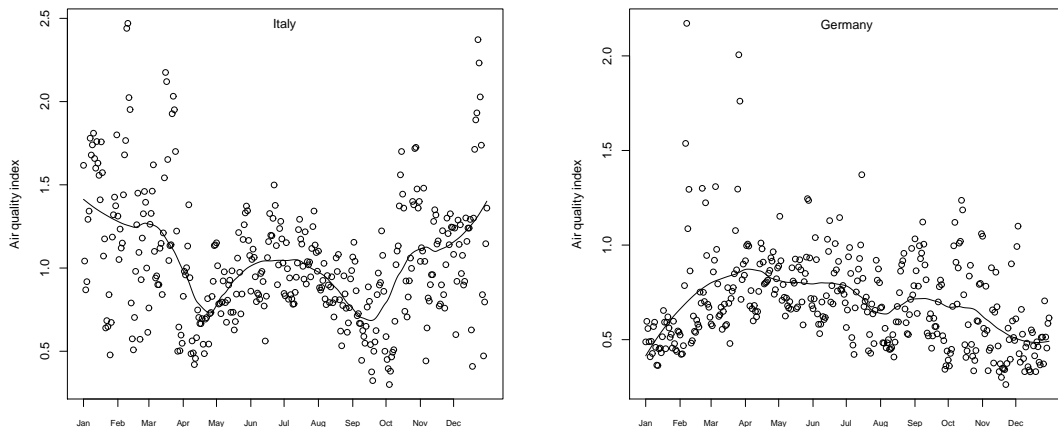 Italy
Air quality index
2.5
2.0
1.5
1.0
0.5
Jan Feb Mar Apr May Jun Jul Aug Sep Oct Nov Dec
Germany
Air quality index
2.0
1.5
1.0
0.5
Jan Feb Mar Apr May Jun Jul Aug Sep Oct Nov Dec